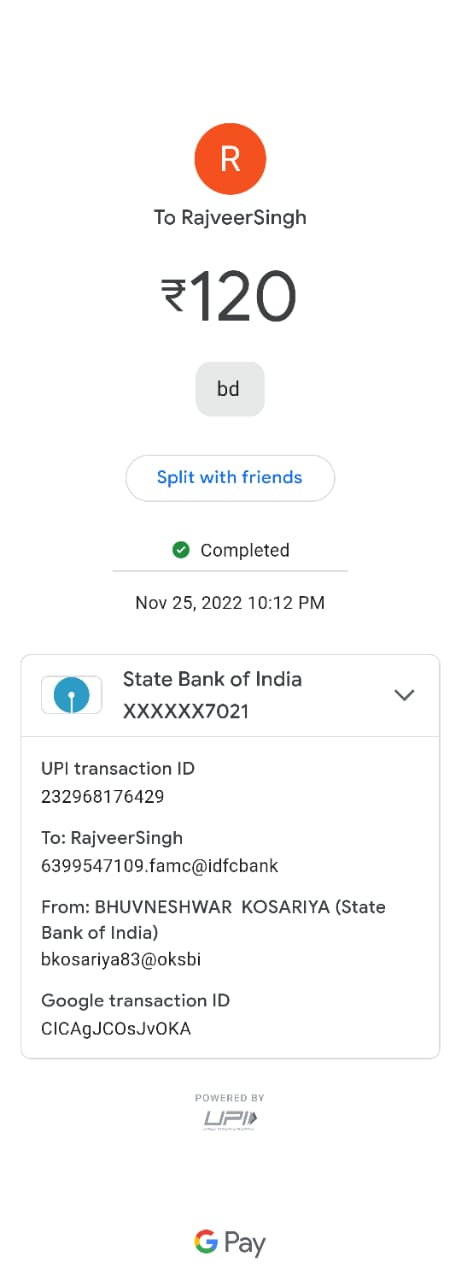 R
To RajveerSingh
₹120
bd
Split with friends
Completed
Nov 25, 2022 10:12 PM
State Bank of India
XXXXXX7021
UPI transaction ID
232968176429
To: RajveerSingh
6399547109.famc@idfcbank
From: BHUVNESHWAR  KOSARIYA (State
Bank of India)
bkosariya83@oksbi
Google transaction ID
CICAgJCOsJvOKA
POWERED BY
UPI
G Pay